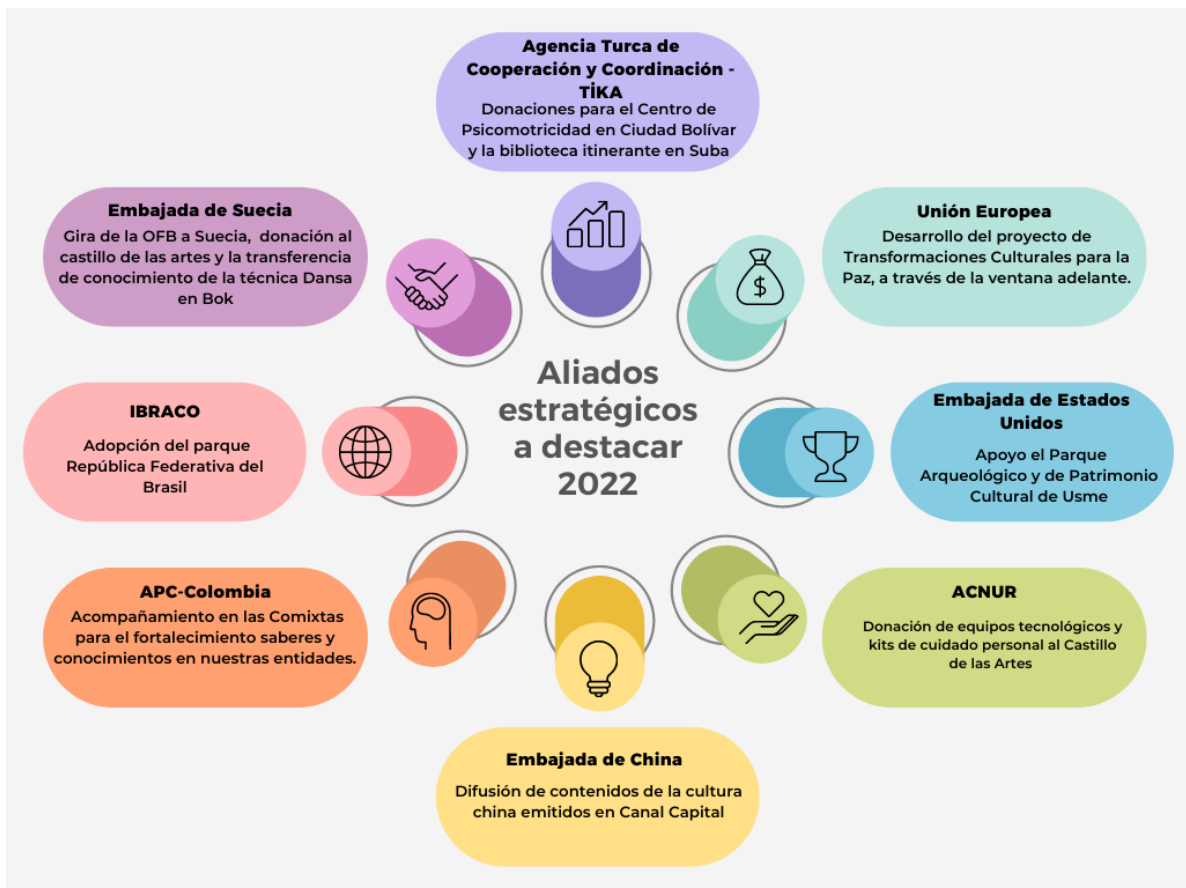 Agencia Turca de
Cooperación y Coordinación -
TİKA
Donaciones para el Centro de
Psicomotricidad en Ciudad Bolívar
y la biblioteca itinerante en Suba
Embajada de Suecia
Gira de la OFB a Suecia, donación al
castillo de las artes y la transferencia
de conocimiento de la técnica Dansa
en Bok
Unión Europea
Desarrollo del proyecto de
Transformaciones Culturales para la
Paz, a través de la ventana adelante.
$
Aliados
estratégicos
a destacar
2022
IBRACO
Adopción del parque
República Federativa del
Brasil
Embajada de Estados
Unidos
Apoyo el Parque
Arqueológico y de Patrimonio
Cultural de Usme
APC-Colombia
Acompañamiento en las Comixtas
para el fortalecimiento saberes y
conocimientos en nuestras entidades.
ACNUR
Donación de equipos tecnológicos y
kits de cuidado personal al Castillo
de las Artes
Embajada de China
Difusión de contenidos de la cultura
china emitidos en Canal Capital